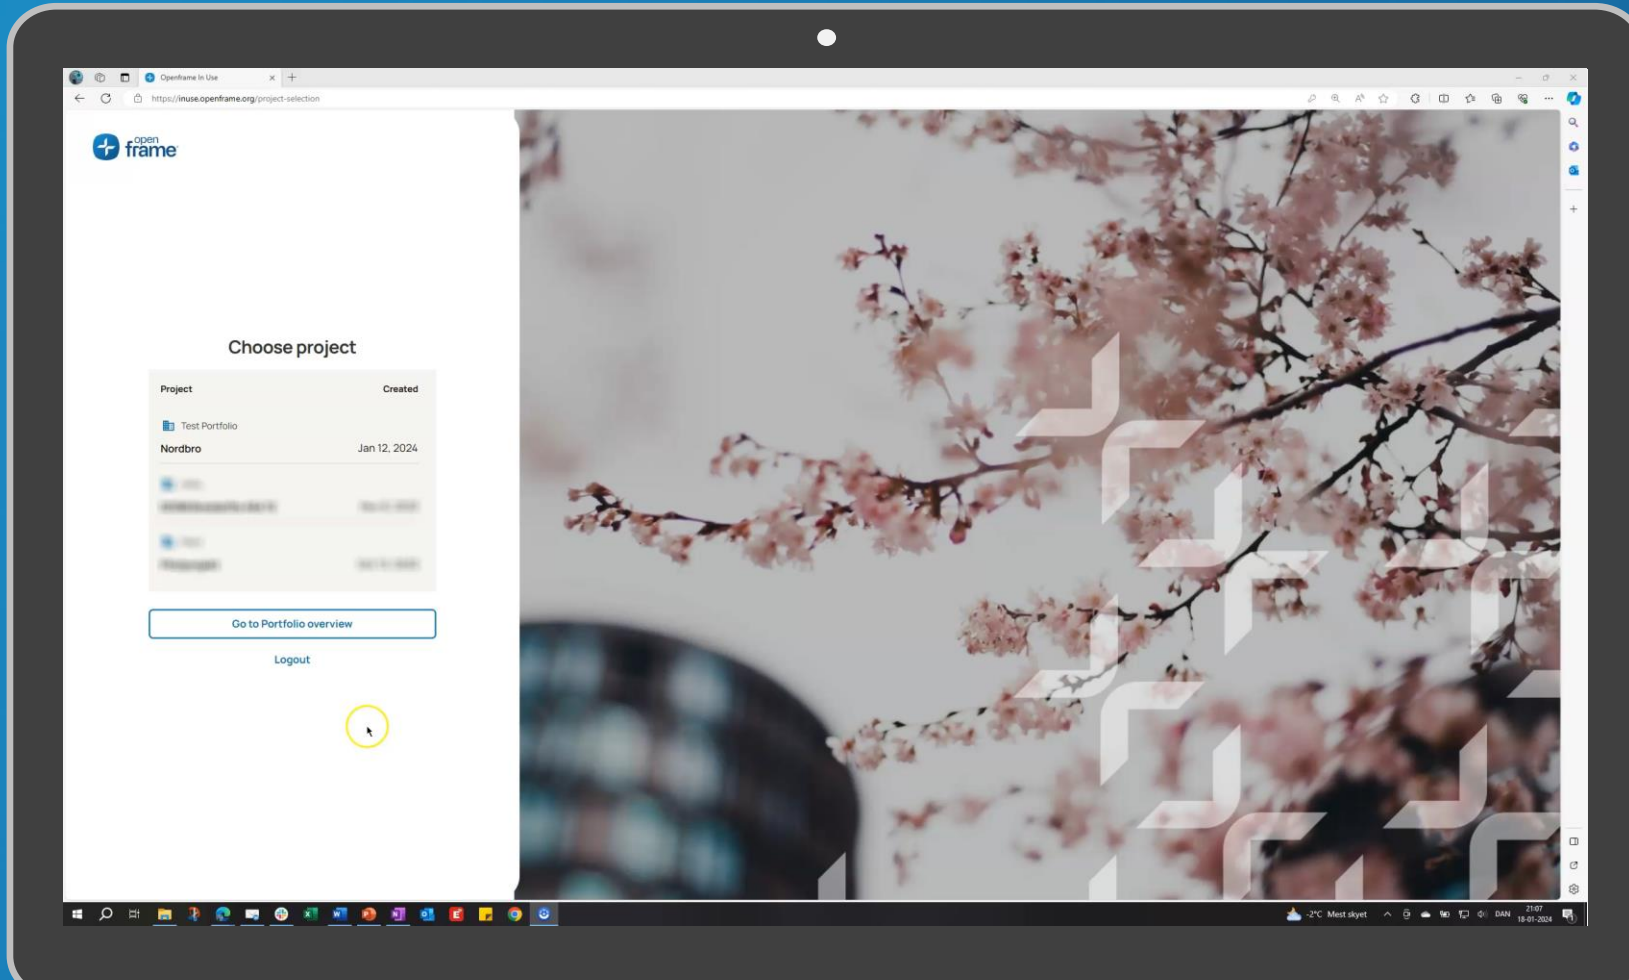 Openframe In Use
https://inuse.openframe.org/project-selection
open
frame
Choose project
Project Created
Test Portfolio
Nordbro Jan 12, 2024
Go to Portfolio overview
Logout
-2°C Mest skyet
DAN
21:07
18-01-2024